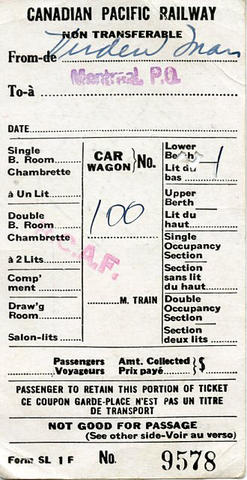 CANADIAN PACIFIC RAILWAY
NON TRANSFERABLE
From-de
Montreal, P.Q.
To-à
DATE
Single
B. Room
Chambrette
à Un Lit
Double
B. Room
Chambrette
à 2 Lits
Comp'
ment
Draw'g
Room
Salon-lits
CAR
WAGON } No.
100
C.A.F.
M. TRAIN
Lower
Berth 1
Lit du
bas
Upper
Berth
Lit du
haut
Single
Occupancy
Section
Section
sans lit
du haut
Double
Occupancy
Section
Section
deux lits
Passengers Amt. Collected } $
Voyageurs Prix payé
PASSENGER TO RETAIN THIS PORTION OF TICKET
CE COUPON GARDE-PLACE N'EST PAS UN TITRE
DE TRANSPORT
NOT GOOD FOR PASSAGE
(See other side-Voir au verso)
Form SL 1 F No. 9578